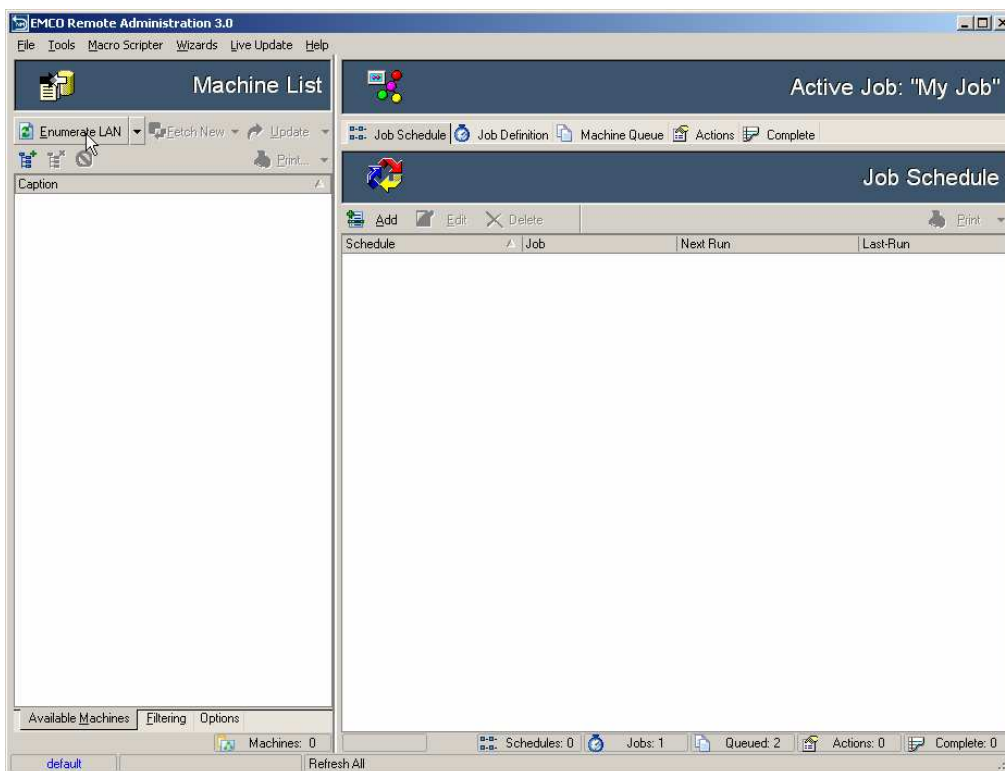 EMCO Remote Administration 3.0
File Tools Macro Scripter Wizards Live Update Help
Machine List
Enumerate LAN Fetch New Update
Print...
Caption
Available Machines Filtering Options
Machines: 0
Active Job: "My Job"
Job Schedule Job Definition Machine Queue Actions Complete
Job Schedule
Add Edit Delete Print
Schedule Job Next Run Last-Run
Schedules: 0 Jobs: 1 Queued: 2 Actions: 0 Complete: 0
default Refresh All